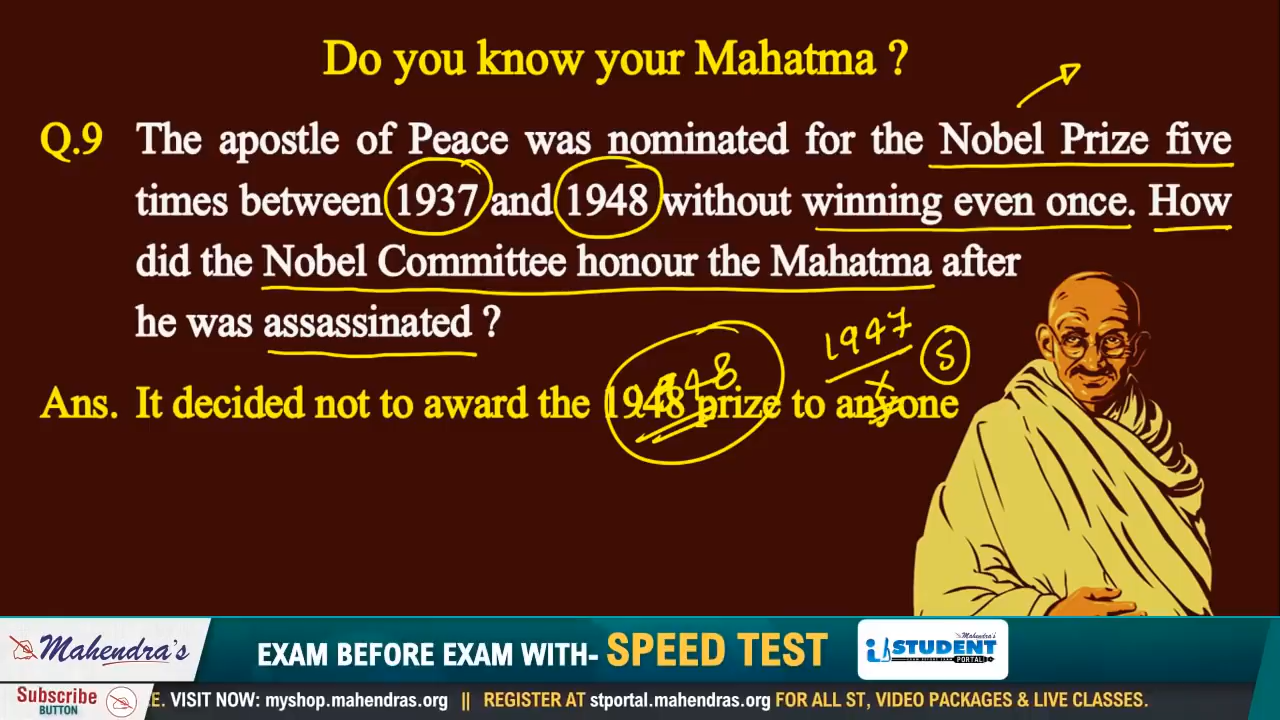 Do you know your Mahatma ?
Q.9 The apostle of Peace was nominated for the Nobel Prize five
times between 1937 and 1948 without winning even once. How
did the Nobel Committee honour the Mahatma after
he was assassinated ?
1947 5
1948
Ans. It decided not to award the 1948 prize to anyone
Mahendra's
EXAM BEFORE EXAM WITH- SPEED TEST
Mahendra's
STUDENT
PORTAL
Subscribe
BUTTON
E. VISIT NOW: myshop.mahendras.org || REGISTER AT stportal.mahendras.org FOR ALL ST, VIDEO PACKAGES & LIVE CLASSES.